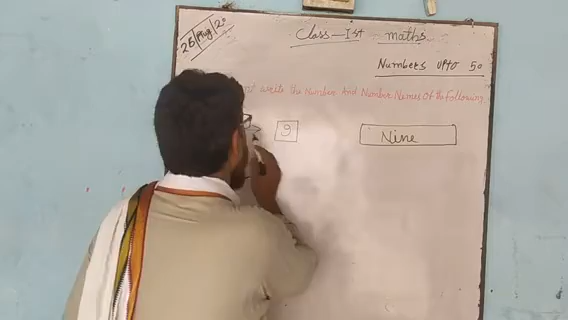 26/Aug/20
Class-Ist maths
Numbers upto 50
write the Number And Number Names Of the following
9
Nine